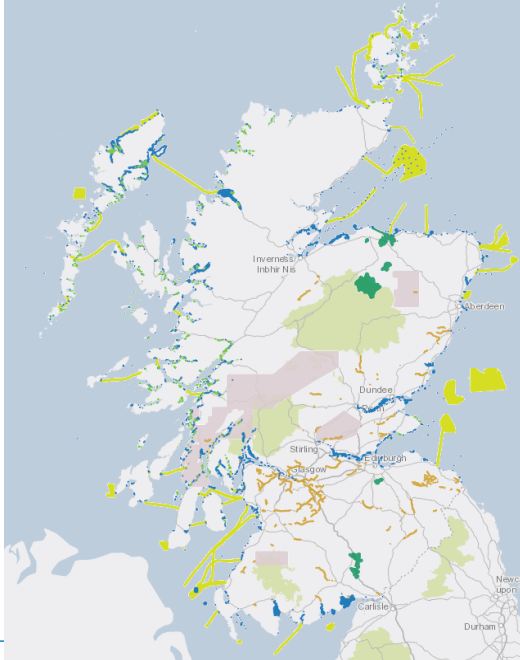 Inverness
Inbhir Nis
Aberdeen
Dundee
Stirling
Edinburgh
Glasgow
Carlisle
Newc
upon
Durham